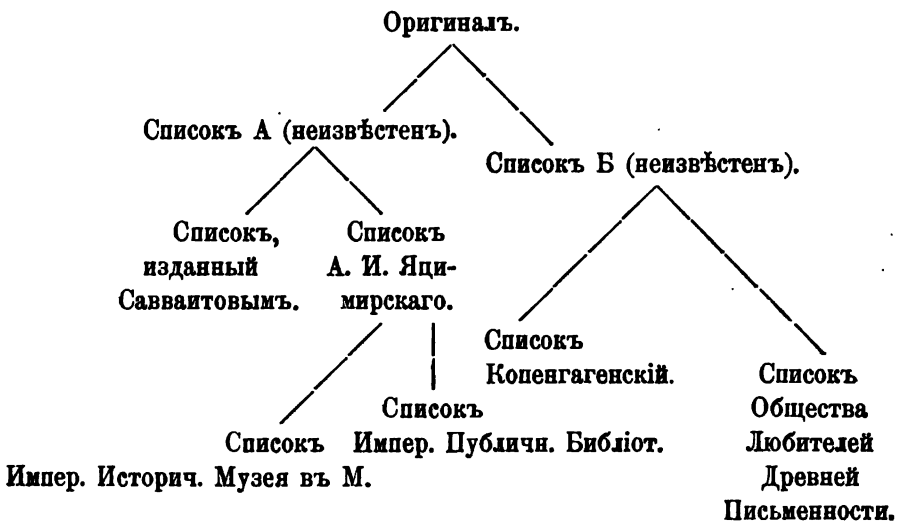 Оригиналъ.
Списокъ А (неизвѣстенъ).
Списокъ Б (неизвѣстенъ).
Списокъ,
изданный
Савваитовымъ.
Списокъ
А. И. Яци-
мирскаго.
Списокъ
Копенгагенскій.
Списокъ
Общества
Любителей
Древней
Письменности.
Списокъ
Импер. Публичн. Библіот.
Списокъ
Импер. Историч. Музея въ М.